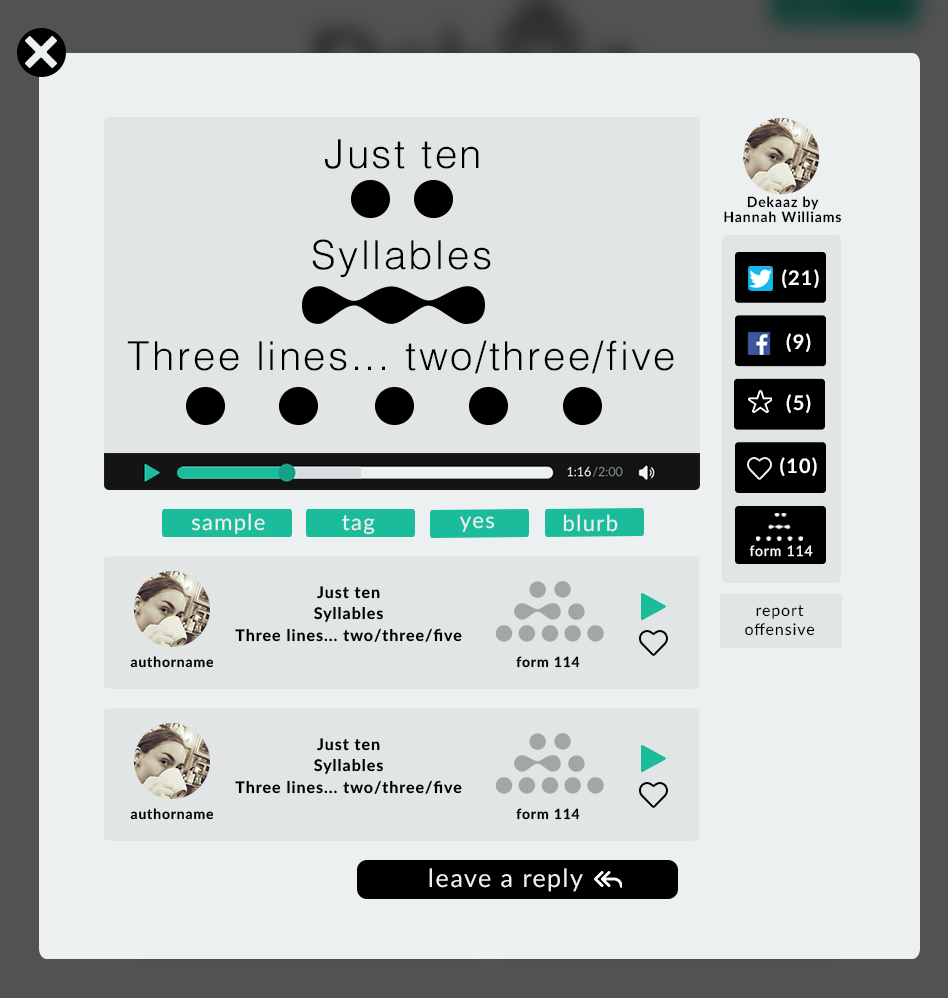 Just ten
Syllables
Three lines... two/three/five
1:16/2:00
sample
tag
yes
blurb
Dekaaz by
Hannah Williams
(21)
(9)
(5)
(10)
form 114
report
offensive
Just ten
Syllables
Three lines... two/three/five
authorname
form 114
Just ten
Syllables
Three lines... two/three/five
authorname
form 114
leave a reply